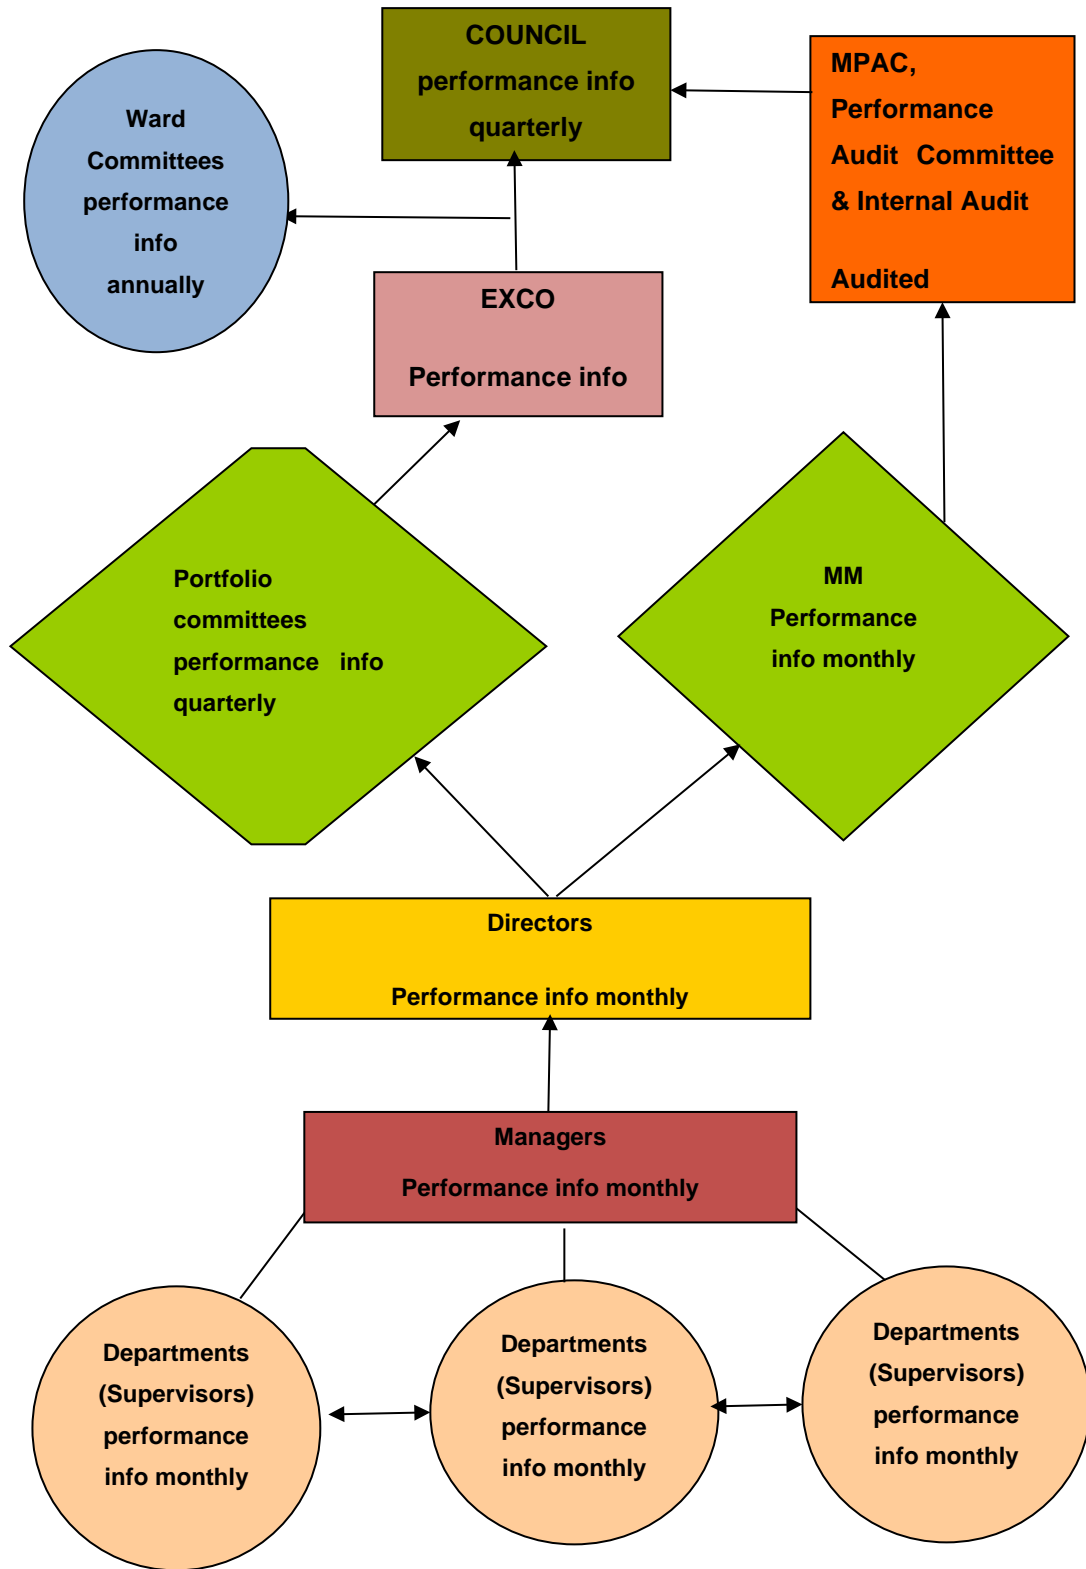 COUNCIL
performance info
quarterly
MPAC,
Performance
Audit Committee
& Internal Audit
Audited
Ward
Committees
performance
info
annually
EXCO
Performance info
Portfolio
committees
performance info
quarterly
MM
Performance
info monthly
Directors
Performance info monthly
Managers
Performance info monthly
Departments
(Supervisors)
performance
info monthly
Departments
(Supervisors)
performance
info monthly
Departments
(Supervisors)
performance
info monthly